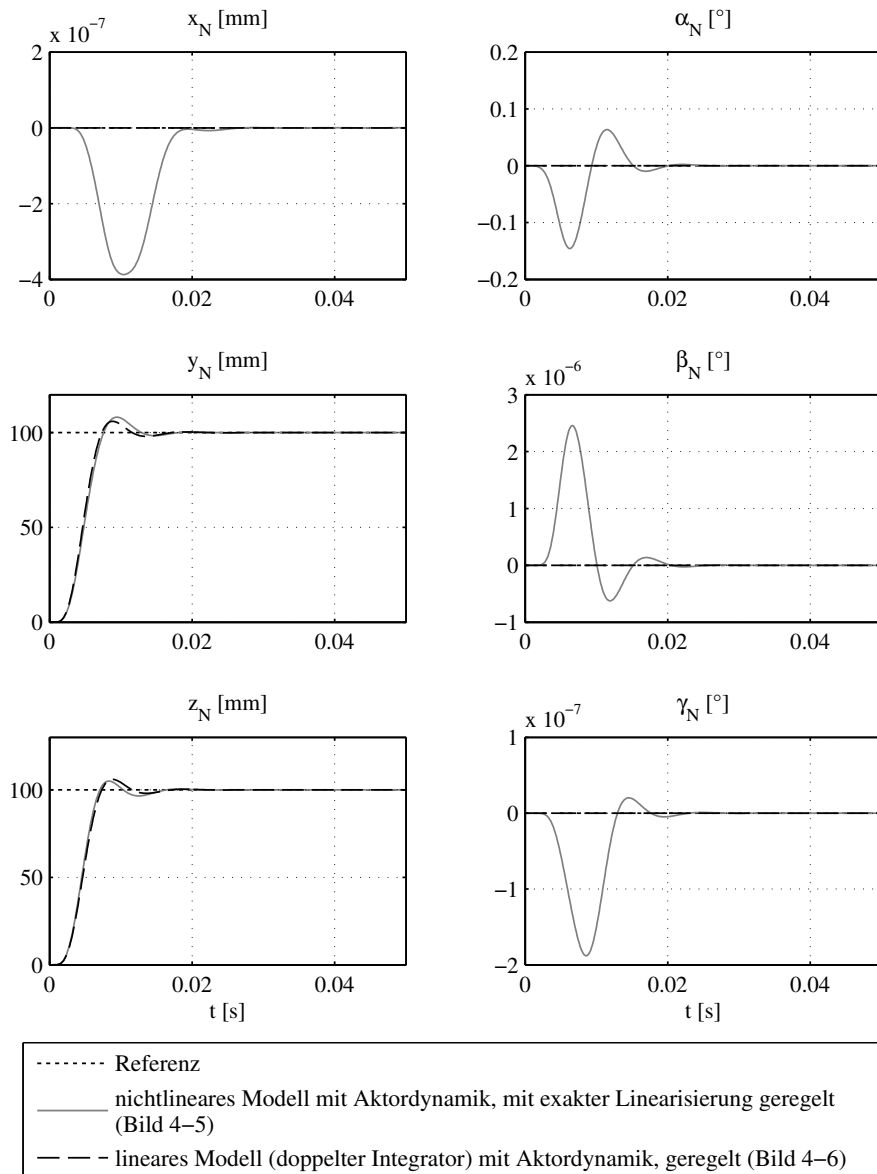 x_N [mm]
x 10^−7
2
0
−2
−4
0
0.02
0.04
α_N [°]
0.2
0.1
0
−0.1
−0.2
0
0.02
0.04
y_N [mm]
100
50
0
0
0.02
0.04
β_N [°]
x 10^−6
3
2
1
0
−1
0
0.02
0.04
z_N [mm]
100
50
0
0
0.02
0.04
t [s]
γ_N [°]
x 10^−7
1
0
−1
−2
0
0.02
0.04
t [s]
Referenz
nichtlineares Modell mit Aktordynamik, mit exakter Linearisierung geregelt
(Bild 4−5)
lineares Modell (doppelter Integrator) mit Aktordynamik, geregelt (Bild 4−6)